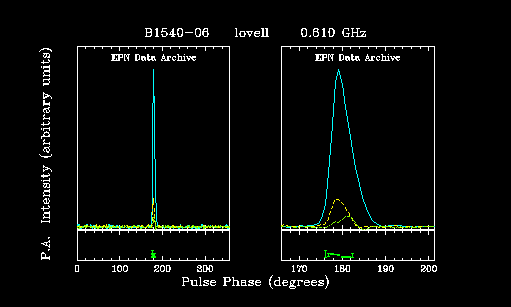 B1540-06 lovell 0.610 GHz
EPN Data Archive EPN Data Archive
P.A. Intensity (arbitrary units)
0 100 200 300 170 180 190 200
Pulse Phase (degrees)